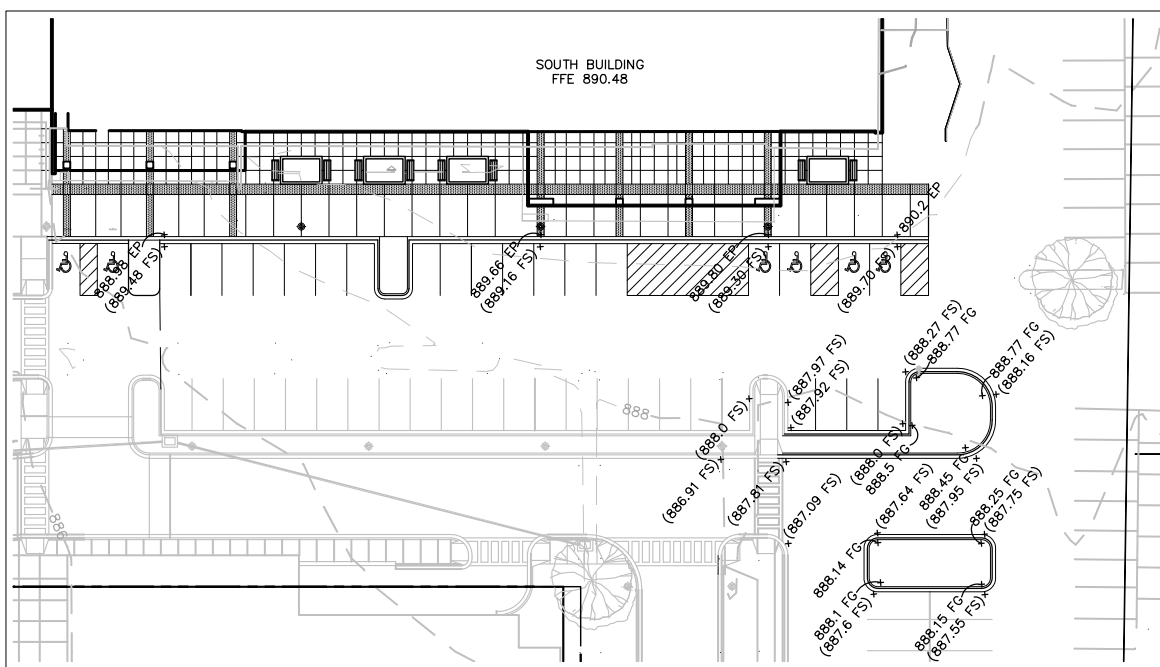 SOUTH BUILDING
FFE 890.48
890.2 EP
(889.70 FS)
888.98 EP
(889.48 FS)
889.66 EP
(889.16 FS)
889.80 EP
(889.30 FS)
(888.27 FS)
888.77 FG
888.77 FG
(888.16 FS)
(887.97 FS)
(887.92 FS)
888
(888.0 FS)
(886.91 FS)
(887.81 FS)
(887.09 FS)
(888.0 FS)
888.5 FG
(887.64 FS)
888.45 FG
(887.95 FS)
888.25 FG
(887.75 FS)
886
888.14 FG
888.1 FG
(887.6 FS)
888.15 FG
(887.55 FS)